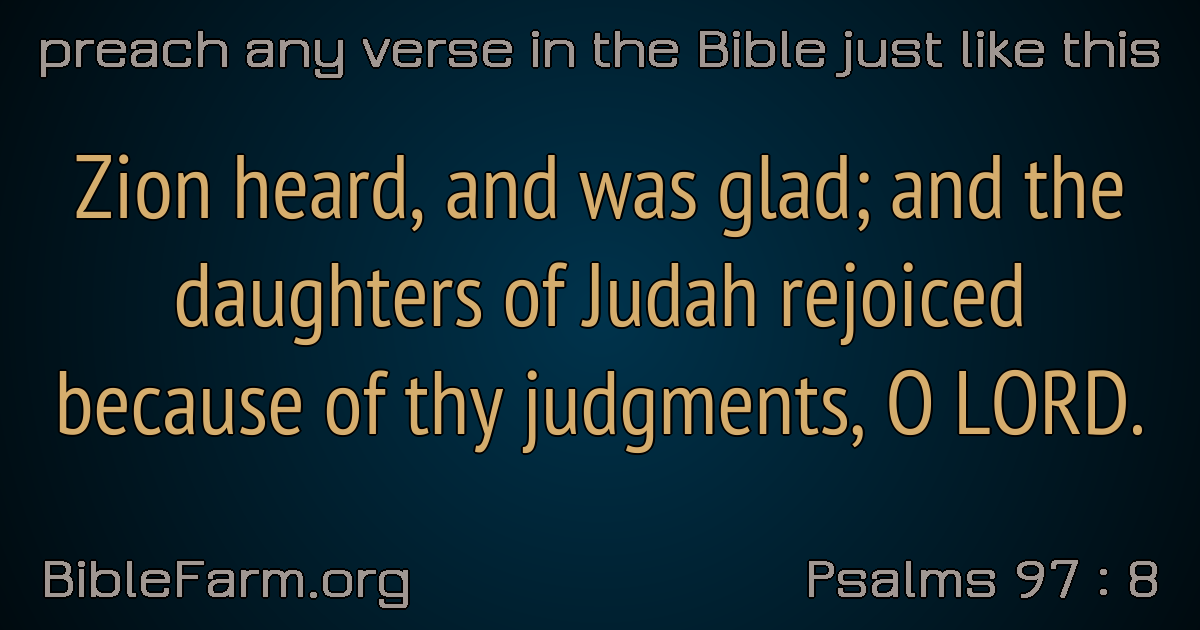 preach any verse in the Bible just like this
Zion heard, and was glad; and the
daughters of Judah rejoiced
because of thy judgments, O LORD.
BibleFarm.org
Psalms 97 : 8